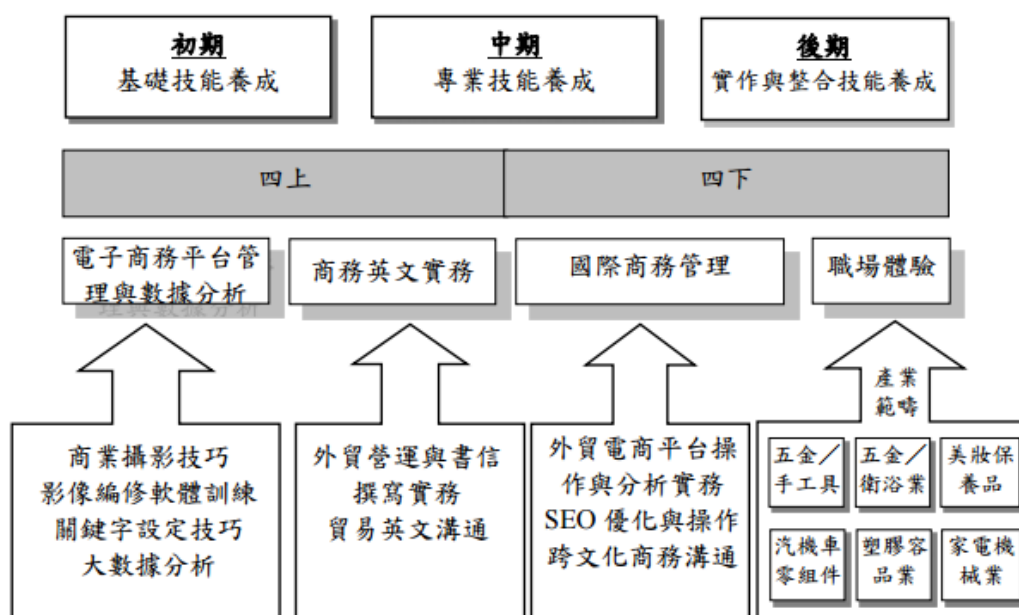 初期
基礎技能養成
中期
專業技能養成
後期
實作與整合技能養成
四上
四下
電子商務平台管
理與數據分析
商務英文實務
國際商務管理
職場體驗
商業攝影技巧
影像編修軟體訓練
關鍵字設定技巧
大數據分析
外貿營運與書信
撰寫實務
貿易英文溝通
外貿電商平台操
作與分析實務
SEO 優化與操作
跨文化商務溝通
產業
範疇
五金／
手工具
五金／
衛浴業
美妝保
養品
汽機車
零組件
塑膠容
品業
家電機
械業